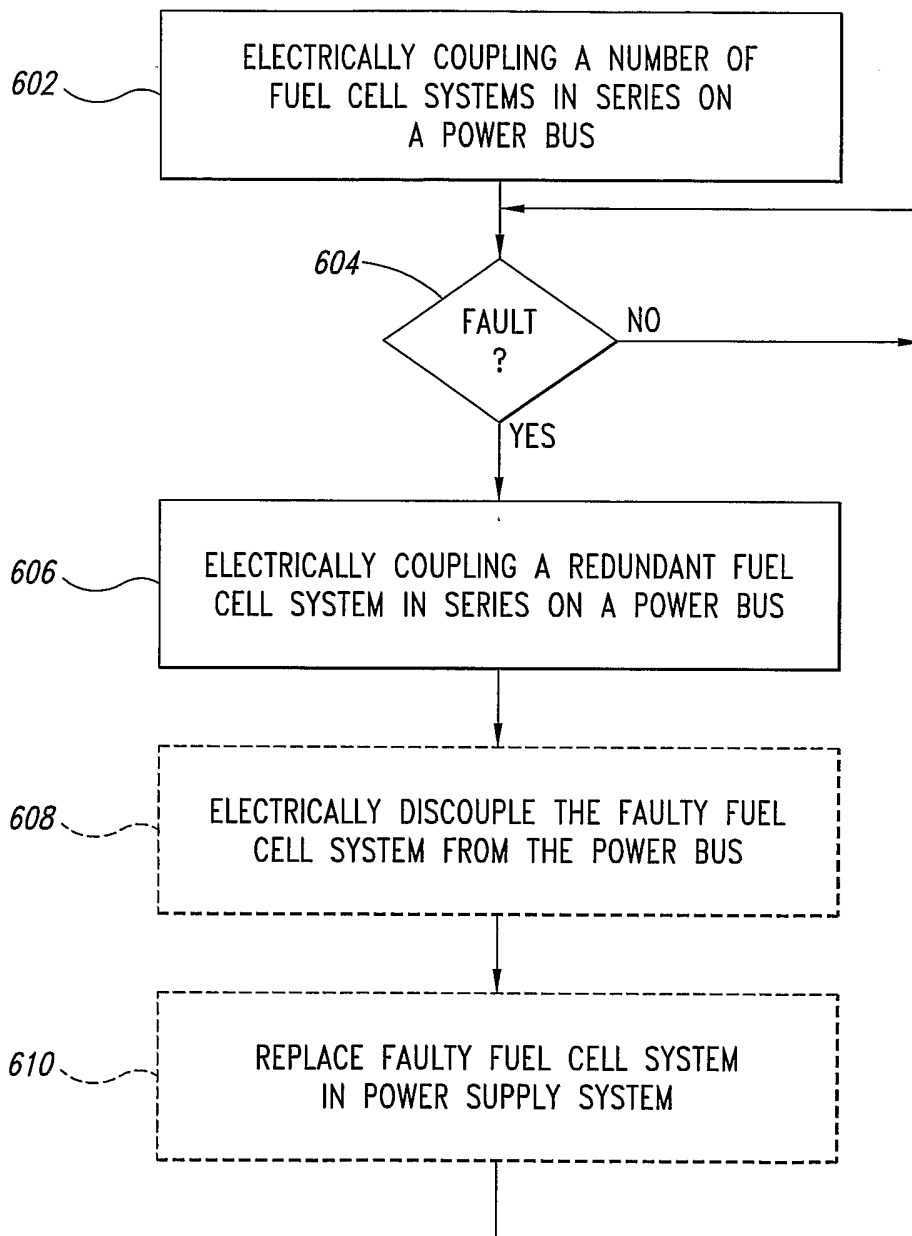 602
ELECTRICALLY COUPLING A NUMBER OF
FUEL CELL SYSTEMS IN SERIES ON
A POWER BUS
604
FAULT
?
NO
YES
606
ELECTRICALLY COUPLING A REDUNDANT FUEL
CELL SYSTEM IN SERIES ON A POWER BUS
608
ELECTRICALLY DISCOUPLE THE FAULTY FUEL
CELL SYSTEM FROM THE POWER BUS
610
REPLACE FAULTY FUEL CELL SYSTEM
IN POWER SUPPLY SYSTEM